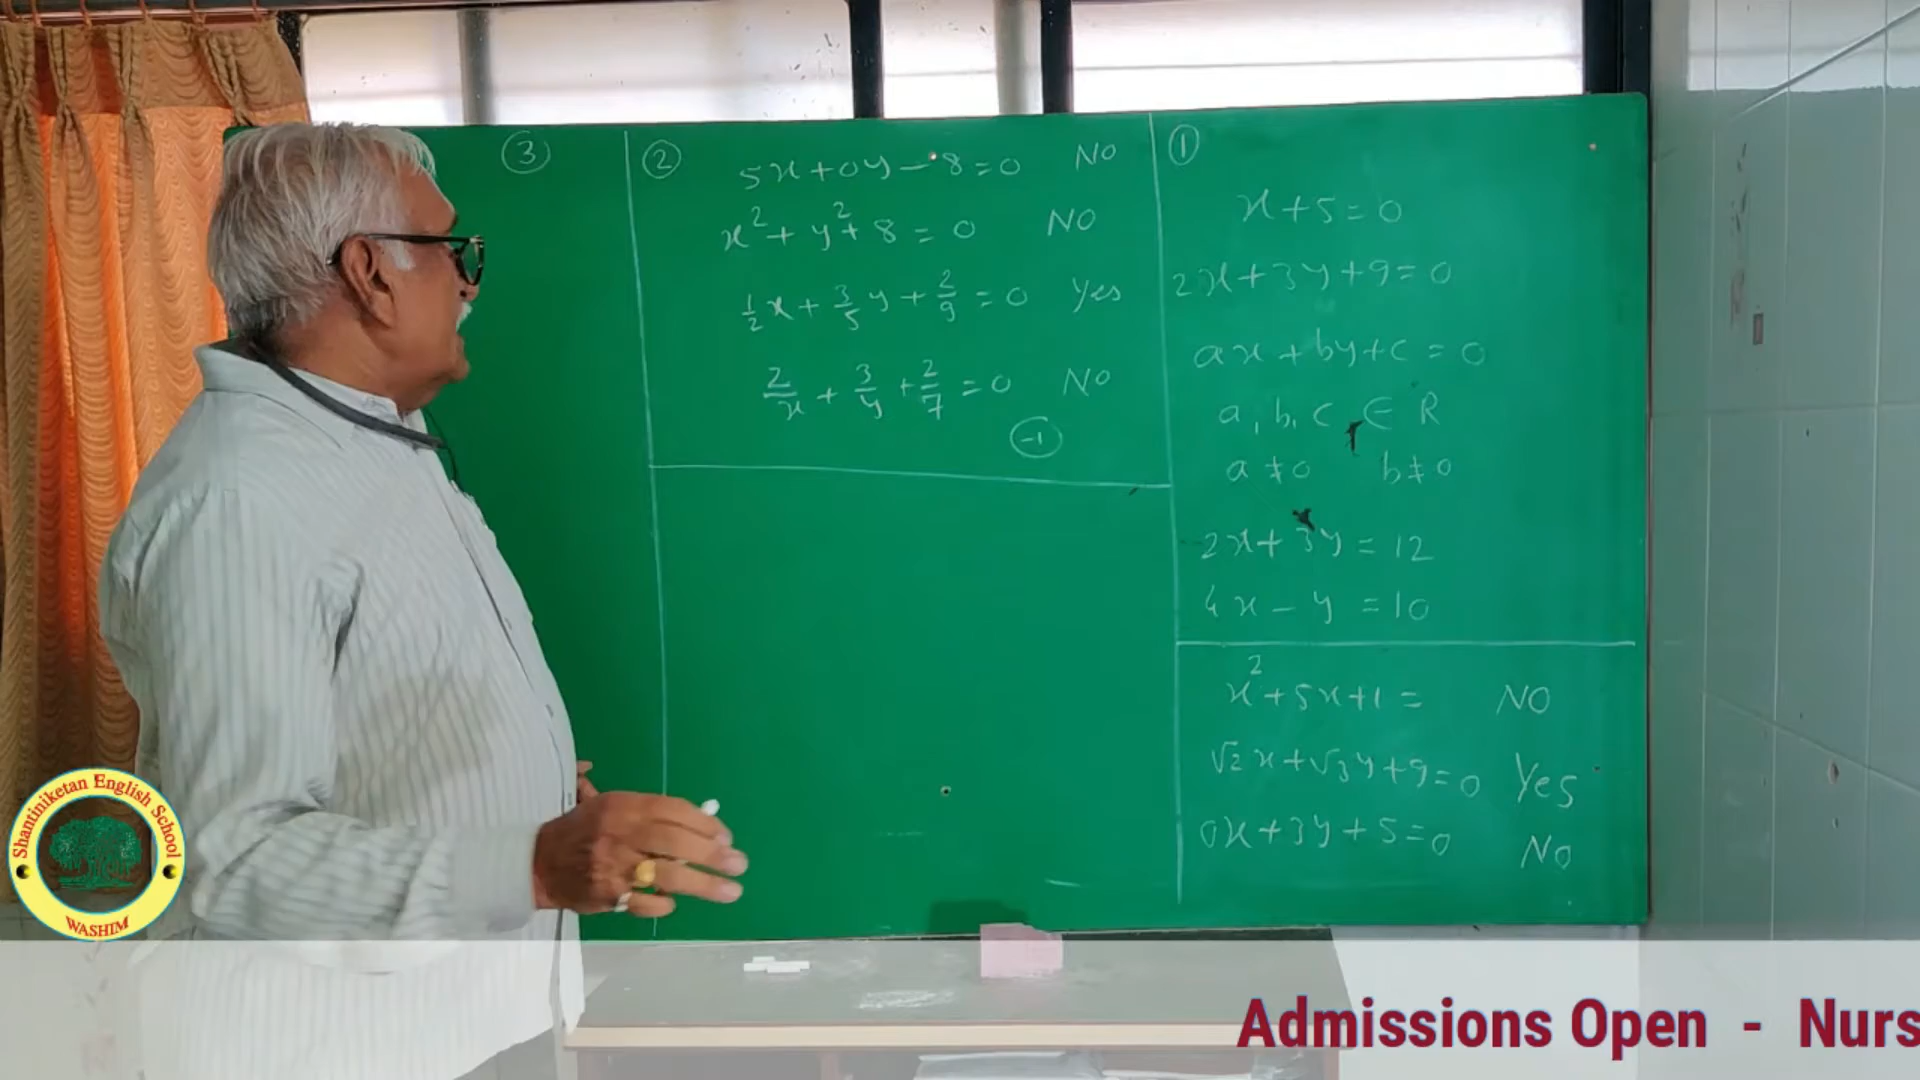 ①
x + 5 = 0
2x + 3y + 9 = 0
ax + by + c = 0
a, b, c ∈ R
a ≠ 0 b ≠ 0
2x + 3y = 12
4x - y = 10
x² + 5x + 1 = NO
√2x + √3y + 9 = 0 Yes
0x + 3y + 5 = 0 NO
②
5x + 0y - 8 = 0 NO
x² + y² + 8 = 0 NO
1/2 x + 3/5 y + 2/9 = 0 Yes
2/x + 3/y + 2/7 = 0 NO
-1
③
Shantiniketan English School
WASHIM
Admissions Open - Nurs